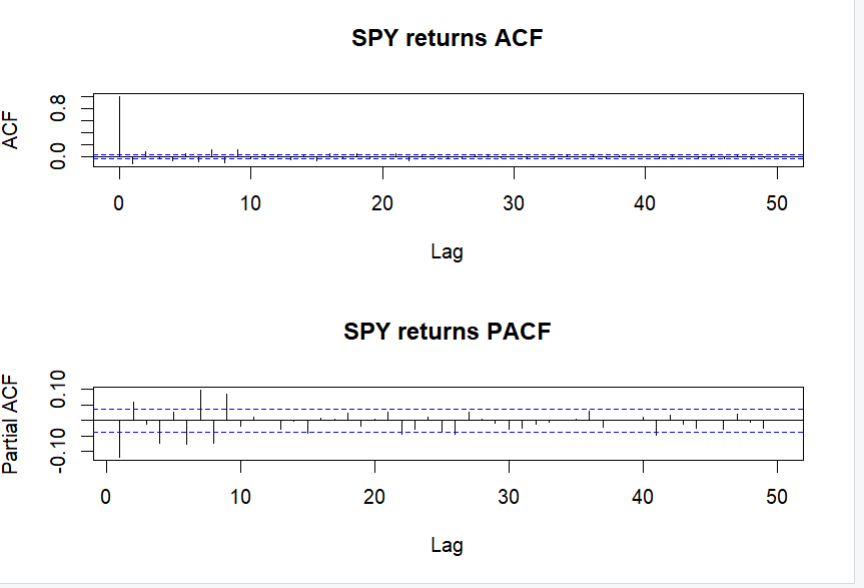 SPY returns ACF
ACF
0.8
0.0
0 10 20 30 40 50
Lag
SPY returns PACF
Partial ACF
0.10
-0.10
0 10 20 30 40 50
Lag